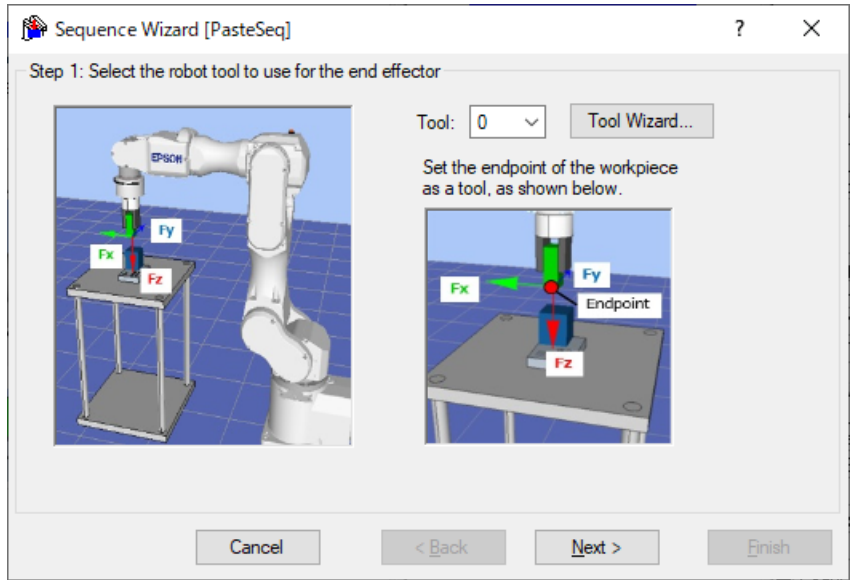 Sequence Wizard [PasteSeq]
?
Step 1: Select the robot tool to use for the end effector
Tool: 0 Tool Wizard...
Set the endpoint of the workpiece
as a tool, as shown below.
EPSON
Fy
Fx
Fz
Fy
Fx
Endpoint
Fz
Cancel < Back Next > Finish